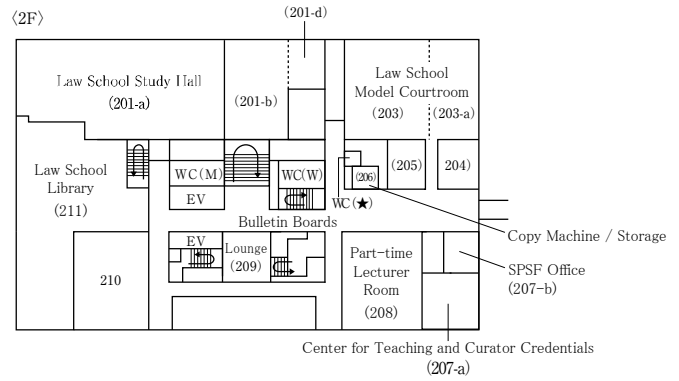 〈2F〉
(201-d)
Law School Study Hall
(201-a)
(201-b)
Law School
Model Courtroom
(203)
(203-a)
Law School
Library
(211)
WC(M)
EV
WC(W)
(206)
(205)
204
WC(★)
Bulletin Boards
Copy Machine / Storage
210
EV
Lounge
(209)
Part-time
Lecturer
Room
(208)
SPSF Office
(207-b)
Center for Teaching and Curator Credentials
(207-a)